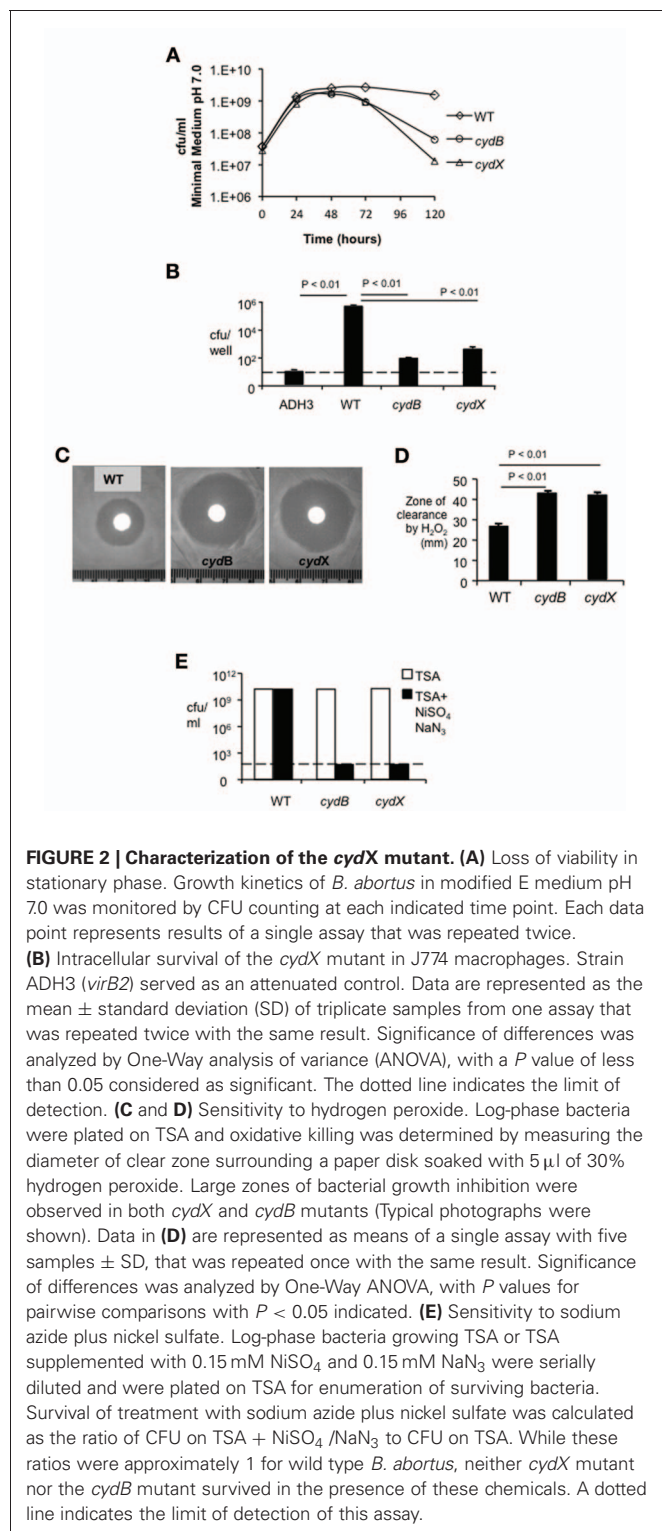 A
cfu/ml
Minimal Medium pH 7.0
1.E+10
1.E+09
1.E+08
1.E+07
1.E+06
0 24 48 72 96 120
Time (hours)
WT
cydB
cydX
B
P < 0.01 P < 0.01
P < 0.01
cfu/
well
10⁶
10⁴
10²
0
ADH3 WT cydB cydX
C
WT
cydB
cydX
D
P < 0.01
P < 0.01
Zone of
clearance
by H₂O₂
(mm)
60
50
40
30
20
10
0
WT cydB cydX
E
cfu/
ml
10¹²
10⁹
10⁶
10³
0
WT cydB cydX
TSA
TSA+
NiSO₄
NaN₃
FIGURE 2 | Characterization of the cydX mutant. (A) Loss of viability in
stationary phase. Growth kinetics of B. abortus in modified E medium pH
7.0 was monitored by CFU counting at each indicated time point. Each data
point represents results of a single assay that was repeated twice.
(B) Intracellular survival of the cydX mutant in J774 macrophages. Strain
ADH3 (virB2) served as an attenuated control. Data are represented as the
mean ± standard deviation (SD) of triplicate samples from one assay that
was repeated twice with the same result. Significance of differences was
analyzed by One-Way analysis of variance (ANOVA), with a P value of less
than 0.05 considered as significant. The dotted line indicates the limit of
detection. (C and D) Sensitivity to hydrogen peroxide. Log-phase bacteria
were plated on TSA and oxidative killing was determined by measuring the
diameter of clear zone surrounding a paper disk soaked with 5 μl of 30%
hydrogen peroxide. Large zones of bacterial growth inhibition were
observed in both cydX and cydB mutants (Typical photographs were
shown). Data in (D) are represented as means of a single assay with five
samples ± SD, that was repeated once with the same result. Significance
of differences was analyzed by One-Way ANOVA, with P values for
pairwise comparisons with P < 0.05 indicated. (E) Sensitivity to sodium
azide plus nickel sulfate. Log-phase bacteria growing TSA or TSA
supplemented with 0.15 mM NiSO₄ and 0.15 mM NaN₃ were serially
diluted and were plated on TSA for enumeration of surviving bacteria.
Survival of treatment with sodium azide plus nickel sulfate was calculated
as the ratio of CFU on TSA + NiSO₄ /NaN₃ to CFU on TSA. While these
ratios were approximately 1 for wild type B. abortus, neither cydX mutant
nor the cydB mutant survived in the presence of these chemicals. A dotted
line indicates the limit of detection of this assay.